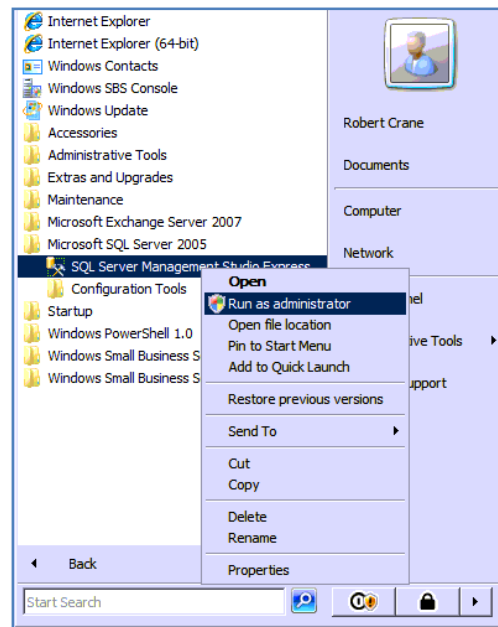 Internet Explorer
Internet Explorer (64-bit)
Windows Contacts
Windows SBS Console
Windows Update
Accessories
Administrative Tools
Extras and Upgrades
Maintenance
Microsoft Exchange Server 2007
Microsoft SQL Server 2005
SQL Server Management Studio Express
Configuration Tools
Startup
Windows PowerShell 1.0
Windows Small Business S
Windows Small Business S
Back
Start Search
Robert Crane
Documents
Computer
Network
nel
ive Tools
upport
Open
Run as administrator
Open file location
Pin to Start Menu
Add to Quick Launch
Restore previous versions
Send To
Cut
Copy
Delete
Rename
Properties